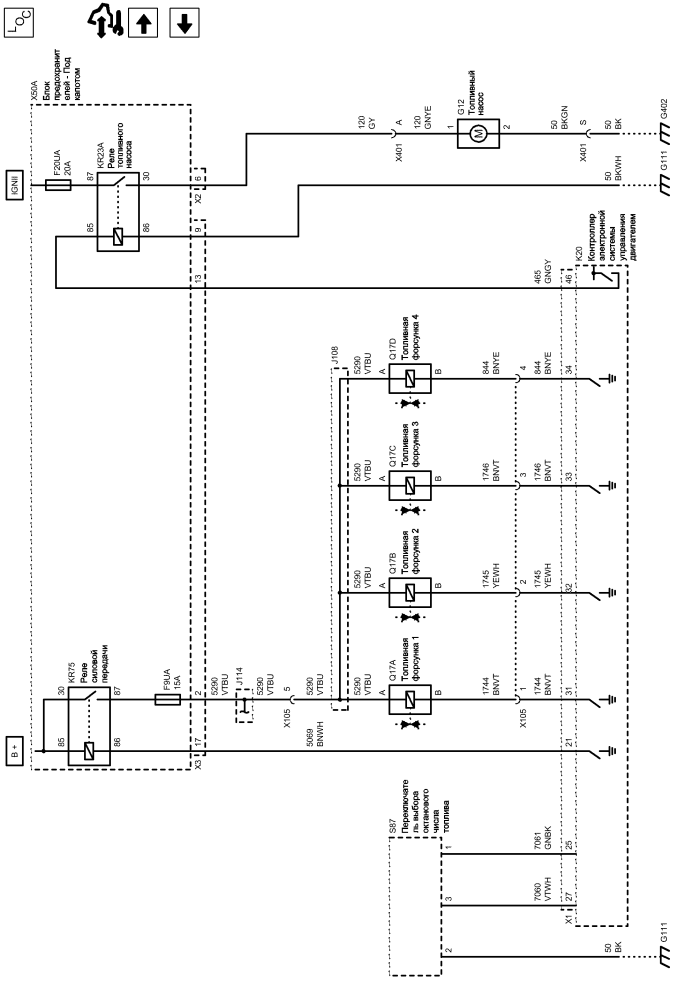 LOC
B +
IGNII
X50A
Блок
предохранит
елей - Под
капотом
KR75
Реле
силовой
передачи
30
87
85
86
F9UA
15A
KR23A
Реле
топливного
насоса
87
30
85
86
F20UA
20A
X3
17
2
13
9
X2
6
5290
VTBU
J114
5290
VTBU
X105
5
5290
VTBU
5069
BNWH
J108
5290
VTBU
5290
VTBU
5290
VTBU
5290
VTBU
A
Q17A
Топливная
форсунка 1
B
A
Q17B
Топливная
форсунка 2
B
A
Q17C
Топливная
форсунка 3
B
A
Q17D
Топливная
форсунка 4
B
1744
BNVT
X105
1
1744
BNVT
1745
YEWH
2
1745
YEWH
1746
BNVT
3
1746
BNVT
844
BNYE
4
844
BNYE
S87
Переключате
ль выбора
октанового
числа
топлива
2
3
1
7060
VTWH
7061
GNBK
465
GNGY
X1
27
25
21
31
32
33
34
46
K20
Контроллер
электронной
системы
управления
двигателем
120
GY
X401
A
120
GNYE
1
G12
Топливный
насос
M
2
50
BKGN
X401
S
50
BK
G402
50
BKWH
G111
50
BK
G111